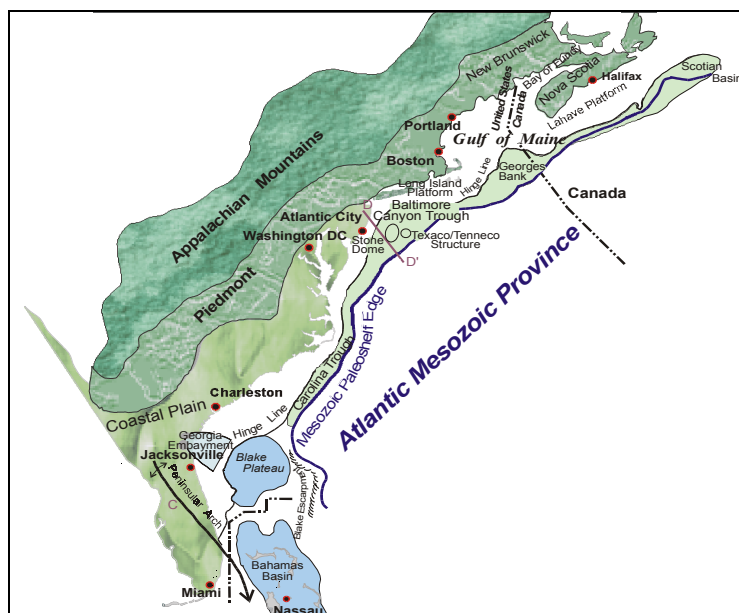 New Brunswick
Bay of Fundy
Nova Scotia
Halifax
Scotian
Basin
United States
Canada
Lahave Platform
Portland
Gulf of Maine
Boston
Hinge Line
Georges
Bank
Canada
Appalachian Mountains
Long Island
Platform
Baltimore
Canyon Trough
D
Atlantic City
Washington DC
Stone
Dome
Texaco/Tenneco
Structure
D'
Piedmont
Atlantic Mesozoic Province
Mesozoic Paleoshelf Edge
Carolina Trough
Charleston
Coastal Plain
Hinge Line
Georgia
Embayment
Jacksonville
Blake
Plateau
Peninsular Arch
C
Blake Escarpment
Bahamas
Basin
Miami
Nassau